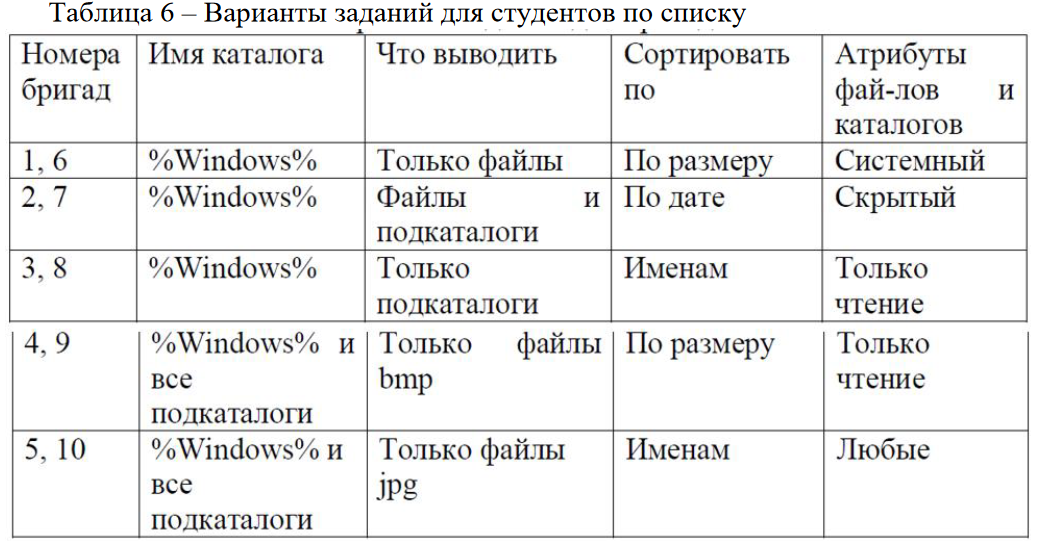 Таблица 6 – Варианты заданий для студентов по списку
Номера бригад Имя каталога Что выводить Сортировать по Атрибуты фай-лов и каталогов
1, 6 %Windows% Только файлы По размеру Системный
2, 7 %Windows% Файлы и подкаталоги По дате Скрытый
3, 8 %Windows% Только подкаталоги Именам Только чтение
4, 9 %Windows% и все подкаталоги Только файлы bmp По размеру Только чтение
5, 10 %Windows% и все подкаталоги Только файлы jpg Именам Любые